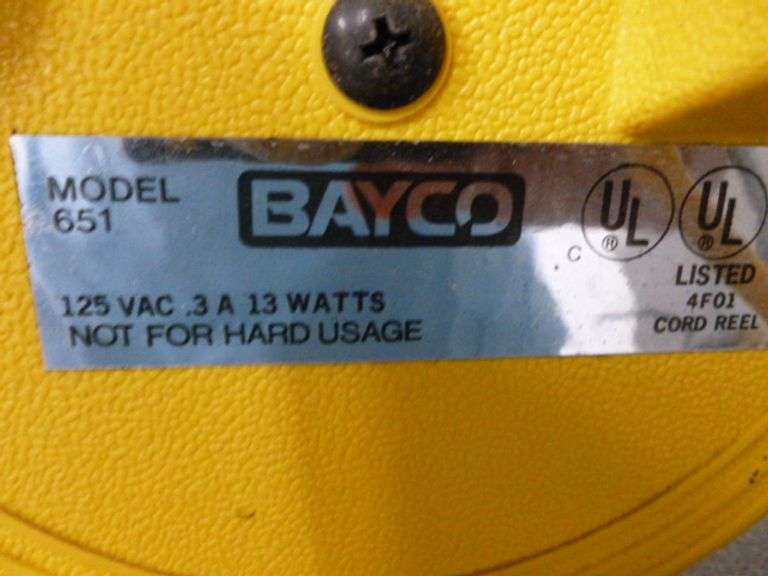 MODEL
651
BAYCO
125 VAC .3 A 13 WATTS
NOT FOR HARD USAGE
C UL ® UL ®
LISTED
4F01
CORD REEL